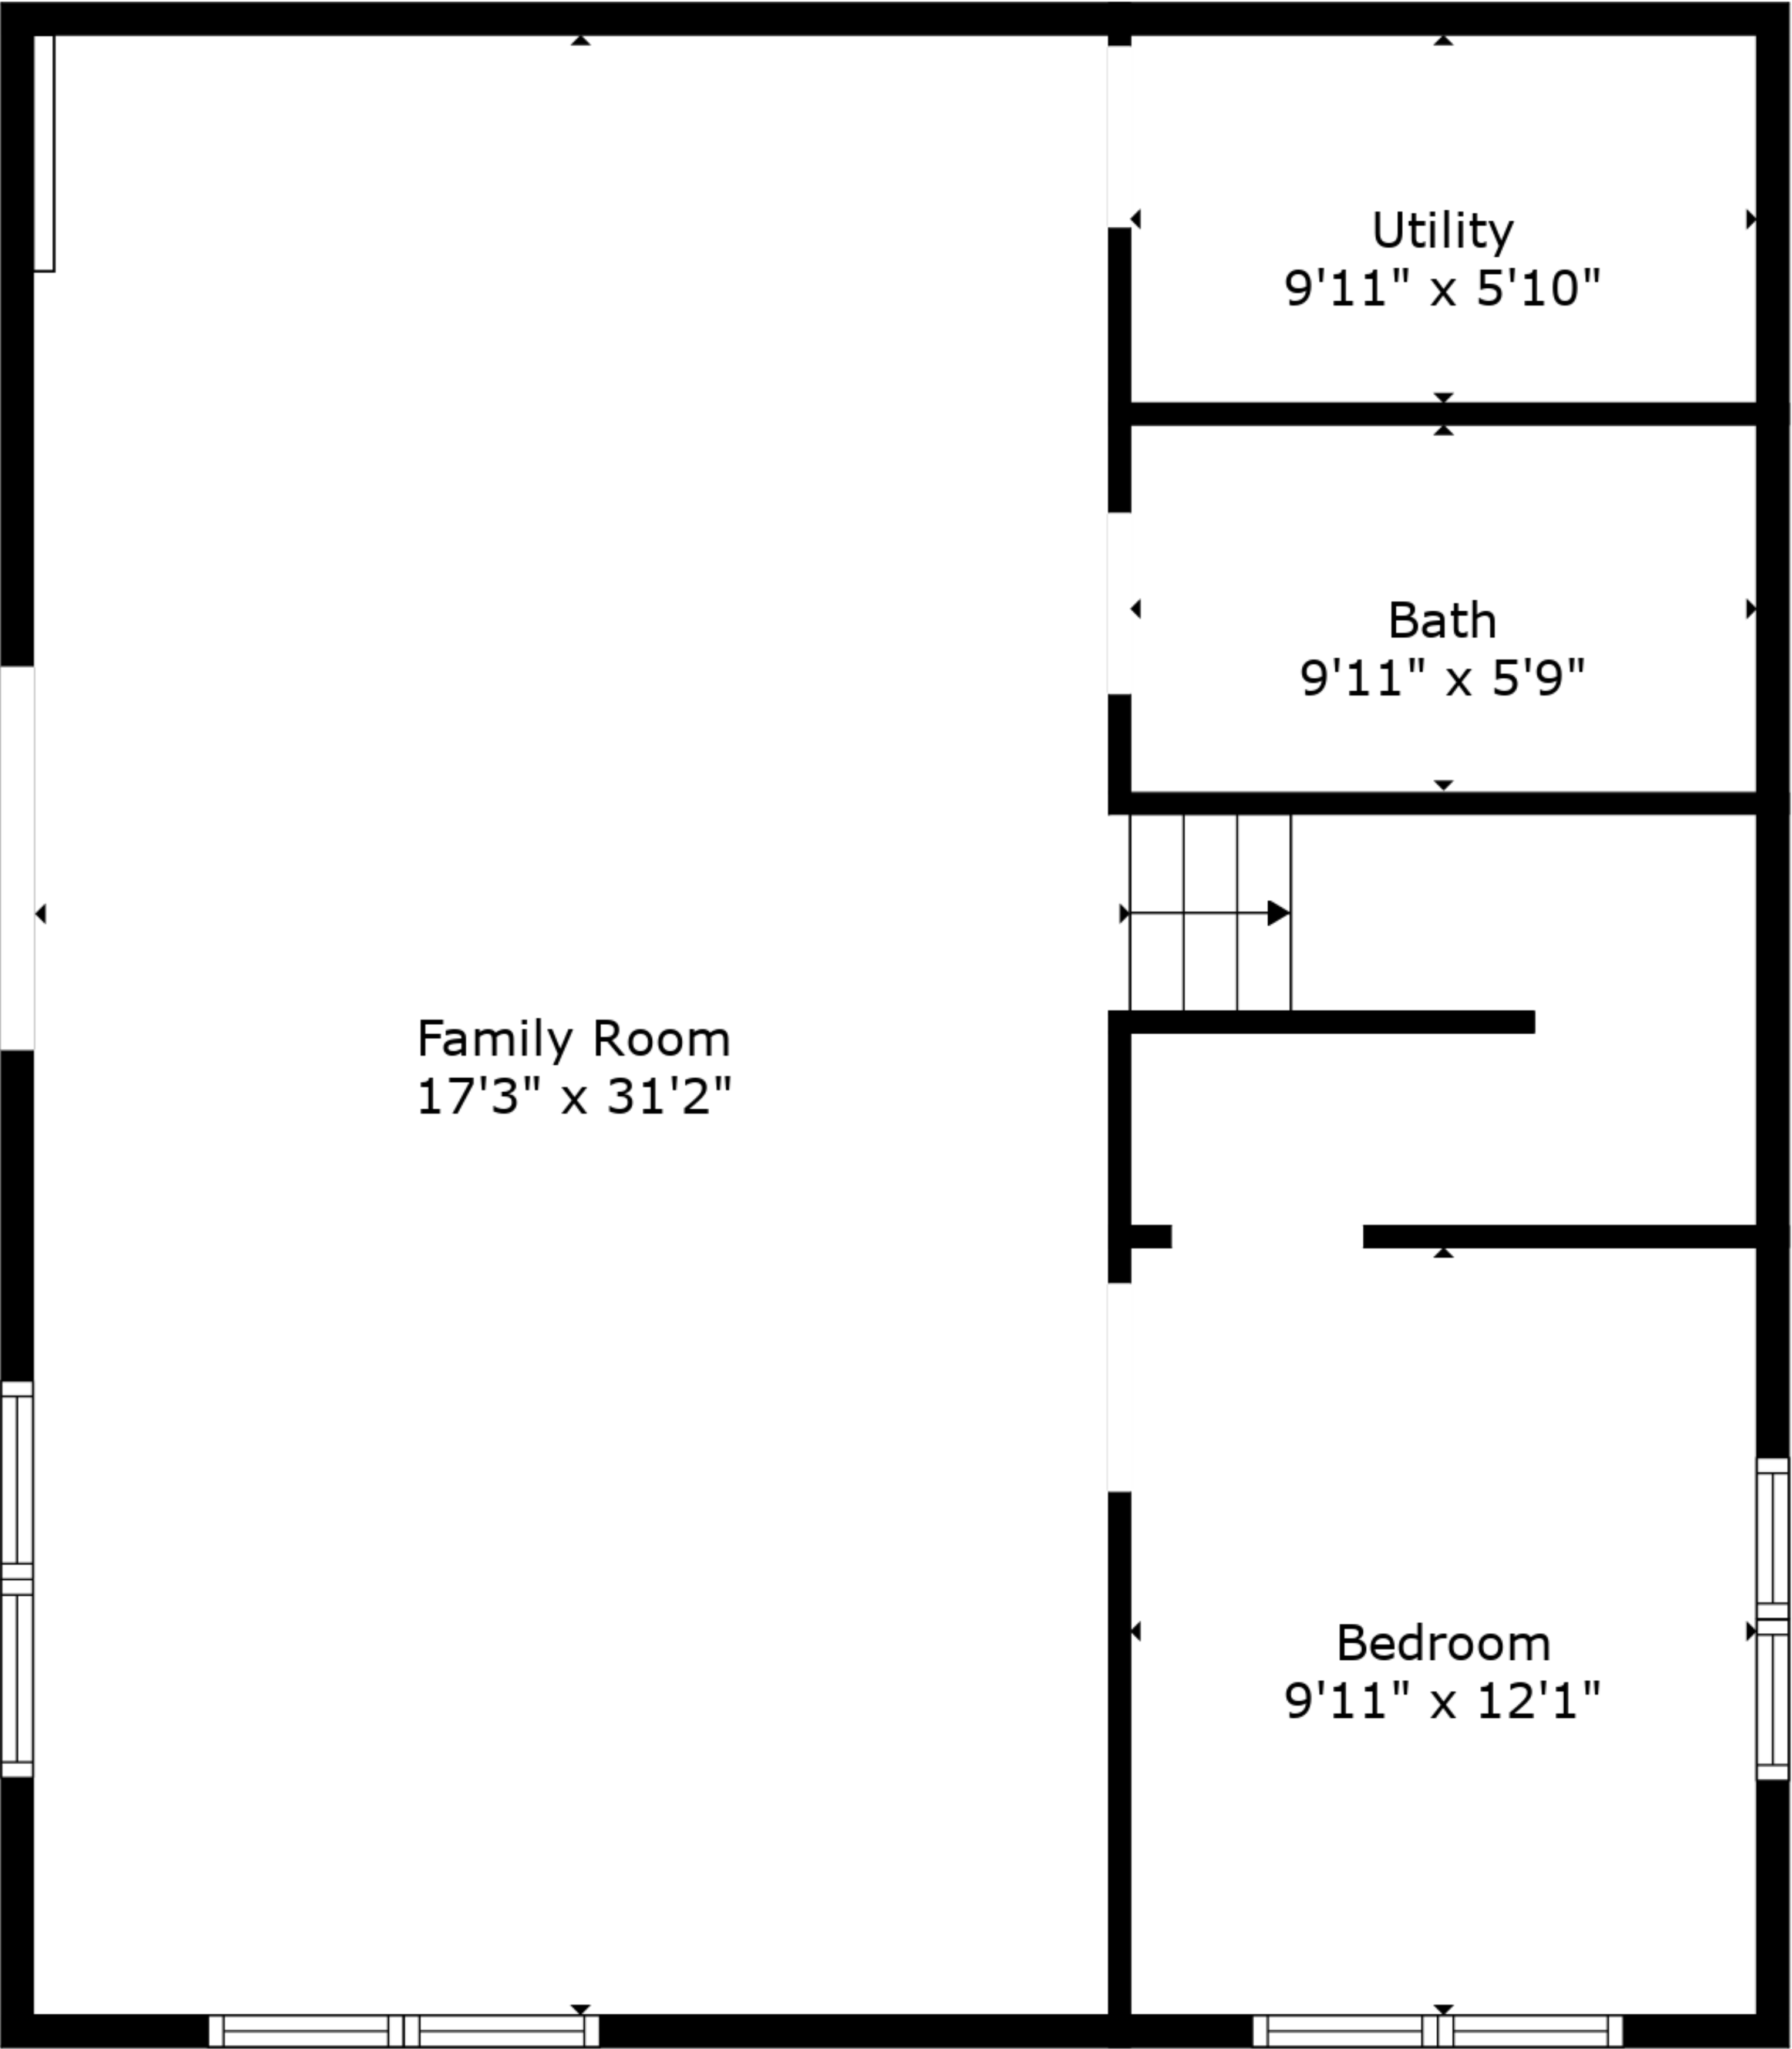 Utility
9'11" x 5'10"
Bath
9'11" x 5'9"
Family Room
17'3" x 31'2"
Bedroom
9'11" x 12'1"